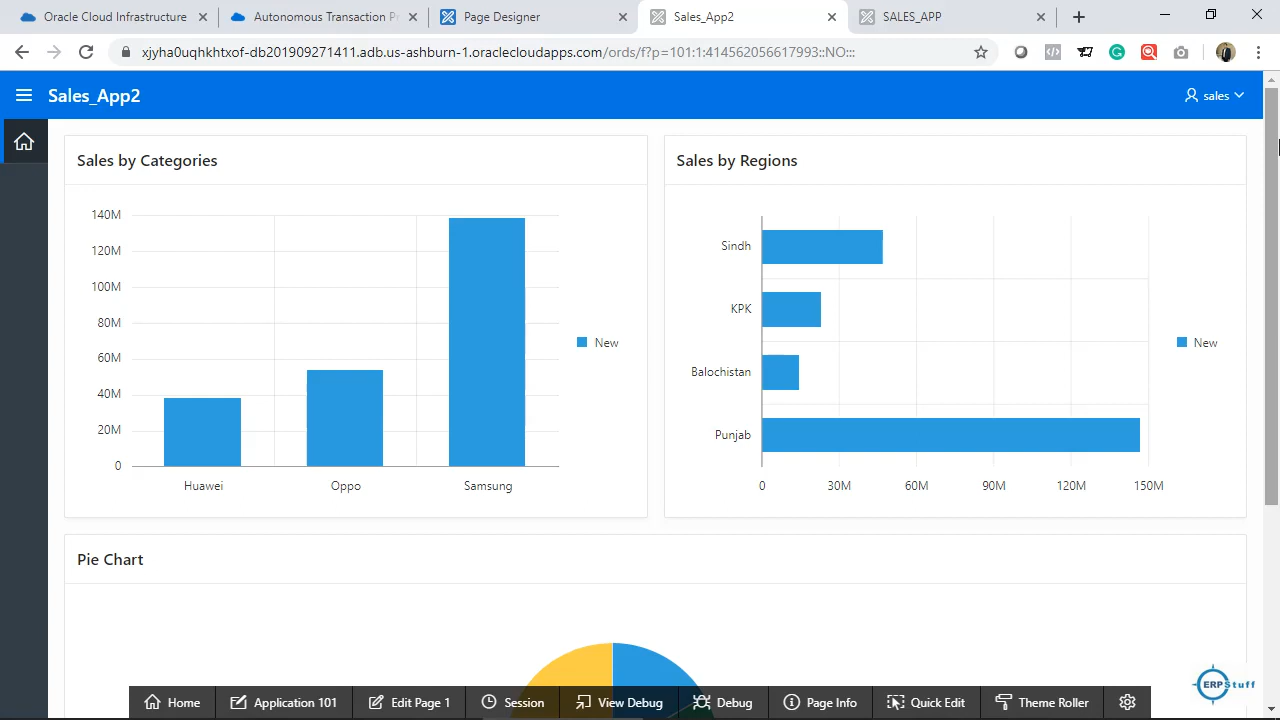 Oracle Cloud Infrastructure
Autonomous Transaction P
Page Designer
Sales_App2
SALES_APP
xjyha0uqhkhtxof-db201909271411.adb.us-ashburn-1.oraclecloudapps.com/ords/f?p=101:1:414562056617993::NO:::
Sales_App2
sales
Sales by Categories
140M
120M
100M
80M
60M
40M
20M
0
Huawei
Oppo
Samsung
New
Sales by Regions
Sindh
KPK
Balochistan
Punjab
0
30M
60M
90M
120M
150M
New
Pie Chart
Home
Application 101
Edit Page 1
Session
View Debug
Debug
Page Info
Quick Edit
Theme Roller
ERPStuff